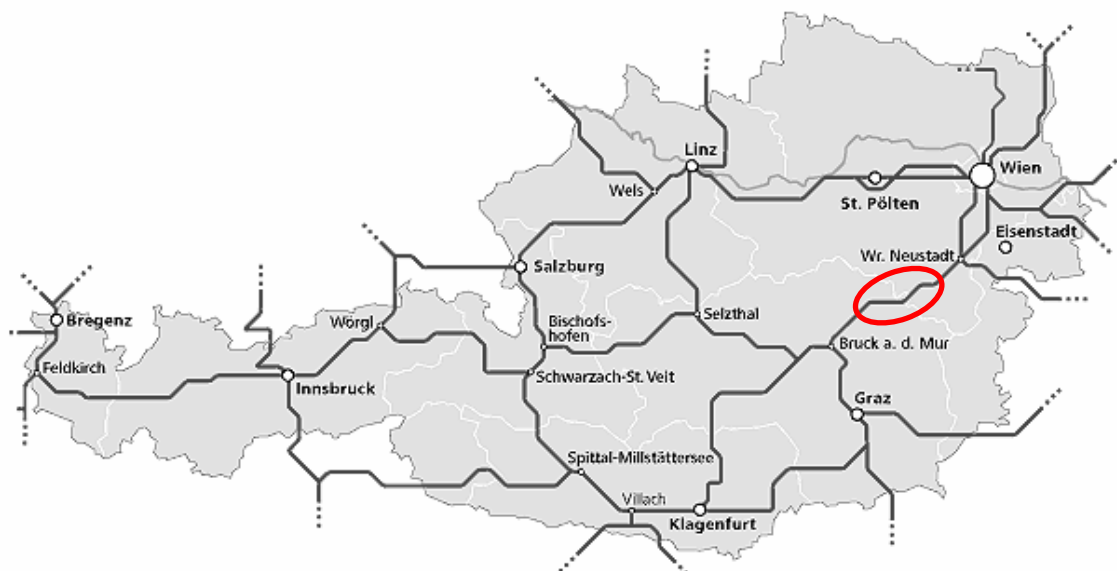 Linz
Wien
Wels
St. Pölten
Eisenstadt
Wr. Neustadt
Salzburg
Bregenz
Wörgl
Bischofs-
hofen
Selzthal
Bruck a. d. Mur
Feldkirch
Innsbruck
Schwarzach-St. Veit
Graz
Spittal-Millstättersee
Villach
Klagenfurt